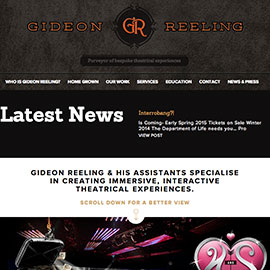 GIDEON GR REELING
Purveyor of bespoke theatrical experiences
WHO IS GIDEON REELING? HOME GROWN OUR WORK SERVICES EDUCATION CONTACT NEWS & PRESS
Latest News
Interrobang?!
Is Coming- Early Spring 2015 Tickets on Sale Winter
2014 The Department of Life needs you... Pro
VIEW POST
GIDEON REELING & HIS ASSISTANTS SPECIALISE
IN CREATING IMMERSIVE, INTERACTIVE
THEATRICAL EXPERIENCES.
SCROLL DOWN FOR A BETTER VIEW